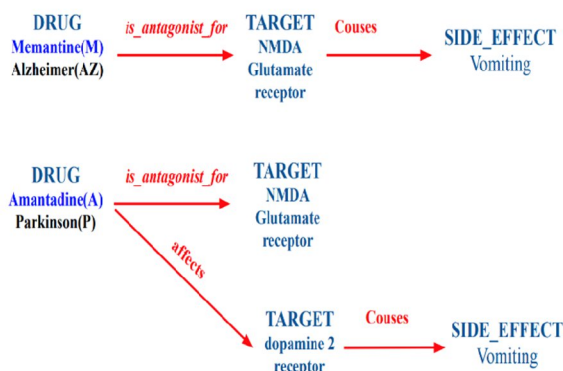 DRUG
Memantine(M)
Alzheimer(AZ)
is_antagonist_for
TARGET
NMDA
Glutamate
receptor
Couses
SIDE_EFFECT
Vomiting
DRUG
Amantadine(A)
Parkinson(P)
is_antagonist_for
TARGET
NMDA
Glutamate
receptor
affects
TARGET
dopamine 2
receptor
Couses
SIDE_EFFECT
Vomiting